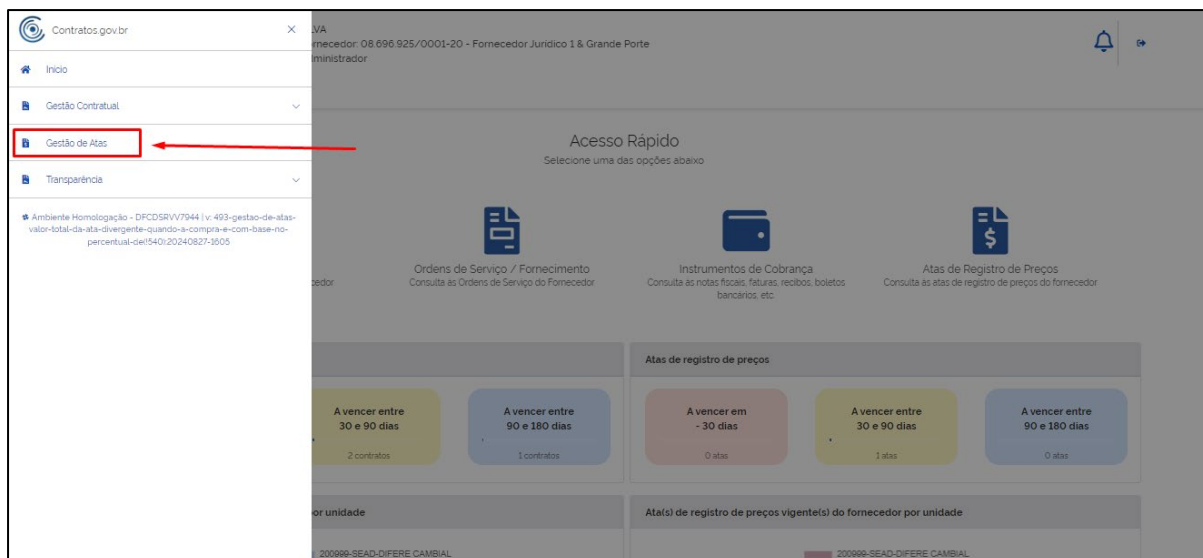 Contratos.gov.br
Início
Gestão Contratual
Gestão de Atas
Transparência
Ambiente Homologação - DFCDSRVV7944 | v: 493-gestao-de-atas-
valor-total-da-ata-divergente-quando-a-compra-e-com-base-no-
percentual-de(!540):20240827-1605
LVA
ornecedor: 08.696.925/0001-20 - Fornecedor Jurídico 1 & Grande Porte
dministrador
Acesso Rápido
Selecione uma das opções abaixo
Ordens de Serviço / Fornecimento
Consulta às Ordens de Serviço do Fornecedor
Instrumentos de Cobrança
Consulta às notas fiscais, faturas, recibos, boletos
bancários, etc
Atas de Registro de Preços
Consulta às atas de registro de preços do fornecedor
cedor
Atas de registro de preços
A vencer entre
30 e 90 dias
2 contratos
A vencer entre
90 e 180 dias
1 contratos
A vencer em
- 30 dias
0 atas
A vencer entre
30 e 90 dias
1 atas
A vencer entre
90 e 180 dias
0 atas
or unidade
Ata(s) de registro de preços vigente(s) do fornecedor por unidade
200999-SEAD-DIFERE CAMBIAL
200999-SEAD-DIFERE CAMBIAL